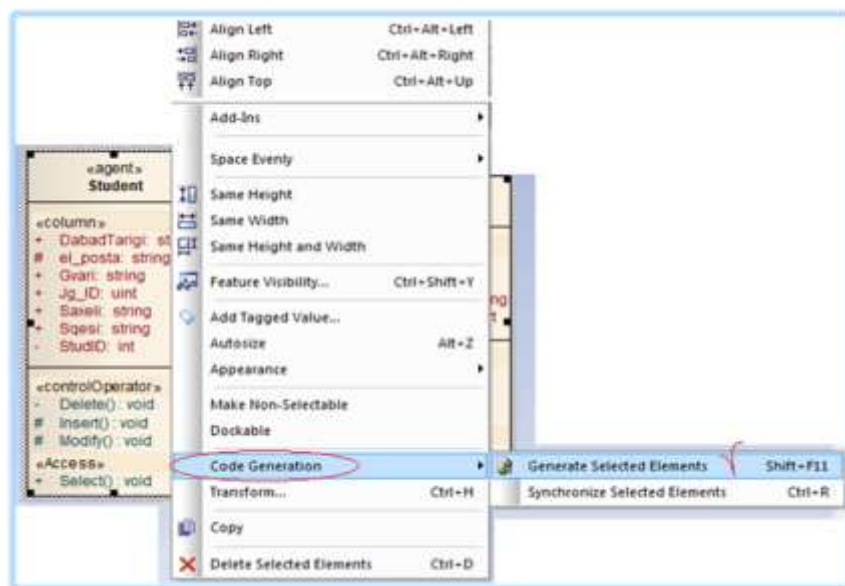 Align Left Ctrl+Alt+Left
Align Right Ctrl+Alt+Right
Align Top Ctrl+Alt+Up
Add-Ins
Space Evenly
Same Height
Same Width
Same Height and Width
Feature Visibility... Ctrl+Shift+Y
Add Tagged Value...
Autosize Alt+Z
Appearance
Make Non-Selectable
Dockable
Code Generation
Transform... Ctrl+H
Copy
Delete Selected Elements Ctrl+D
Generate Selected Elements Shift+F11
Synchronize Selected Elements Ctrl+R
«agent»
Student
«column»
+ DabadTarigi: st
# el_posta: string
+ Gvari: string
+ Jg_ID: uint
+ Saxeli: string
+ Sqesi: string
- StudID: int
«controlOperator»
- Delete() : void
# Insert() : void
# Modify() : void
«Access»
+ Select() : void
ng